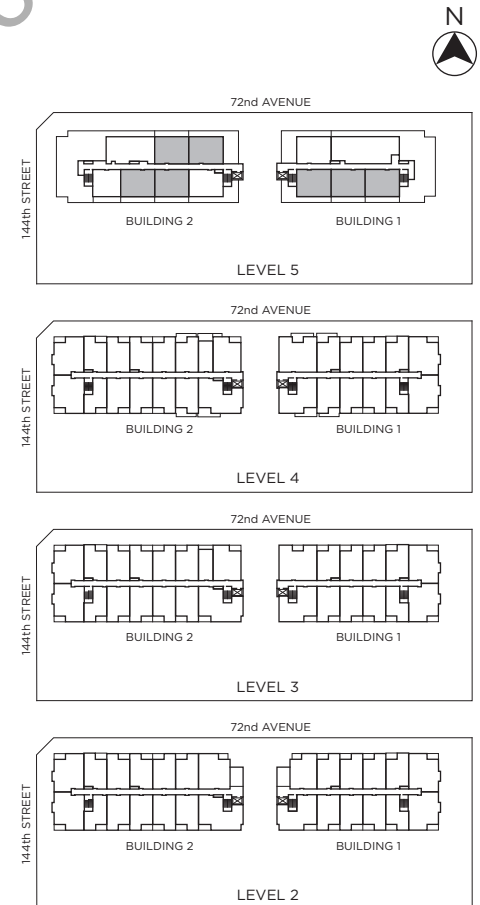 N
72nd AVENUE
144th STREET
BUILDING 2
BUILDING 1
LEVEL 5
72nd AVENUE
144th STREET
BUILDING 2
BUILDING 1
LEVEL 4
72nd AVENUE
144th STREET
BUILDING 2
BUILDING 1
LEVEL 3
72nd AVENUE
144th STREET
BUILDING 2
BUILDING 1
LEVEL 2